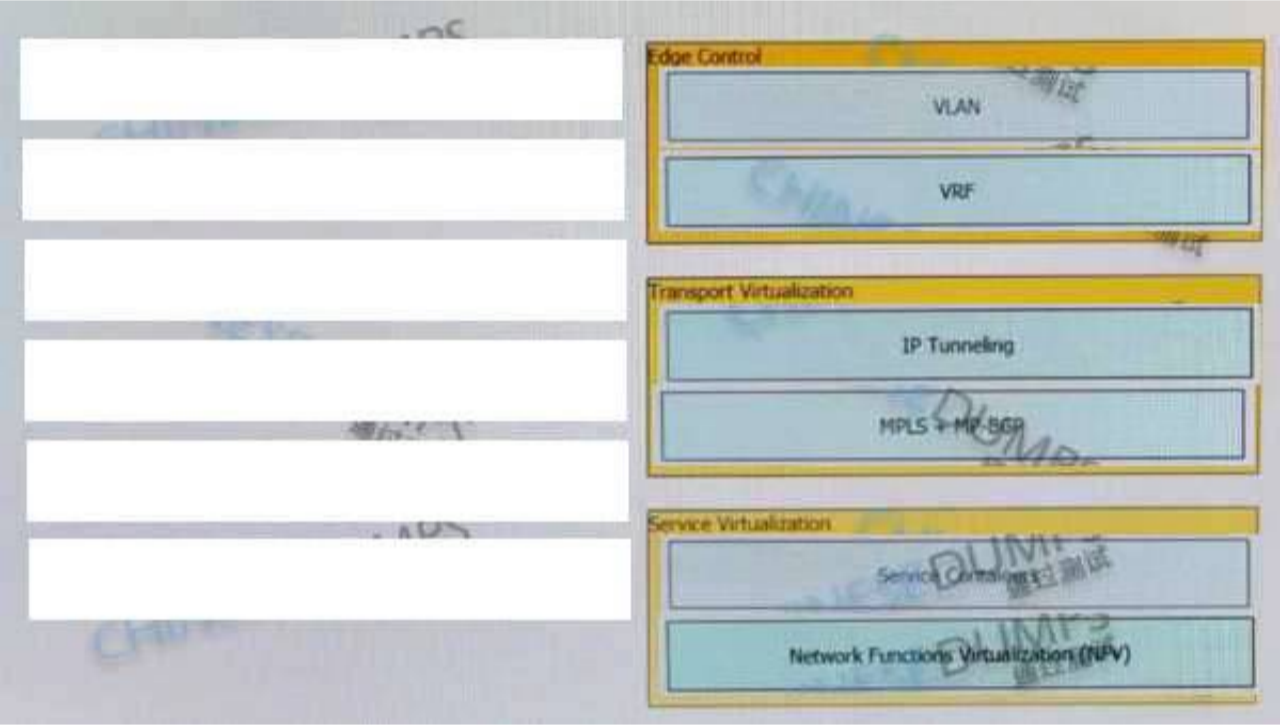 Edge Control
VLAN
VRF
Transport Virtualization
IP Tunneling
MPLS + MP-BGP
Service Virtualization
Service Containers
DUMPS
Network Functions Virtualization (NFV)